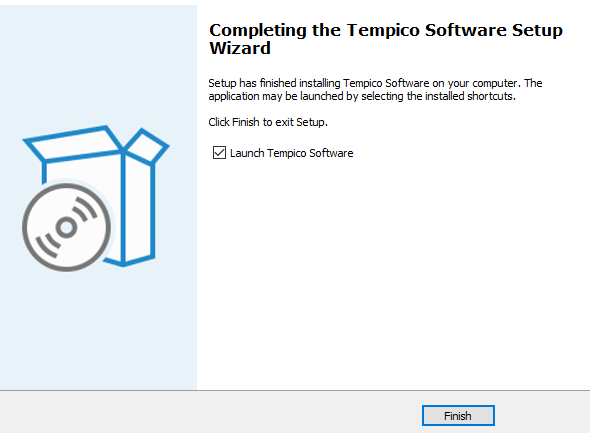 Completing the Tempico Software Setup
Wizard
Setup has finished installing Tempico Software on your computer. The
application may be launched by selecting the installed shortcuts.
Click Finish to exit Setup.
Launch Tempico Software
Finish